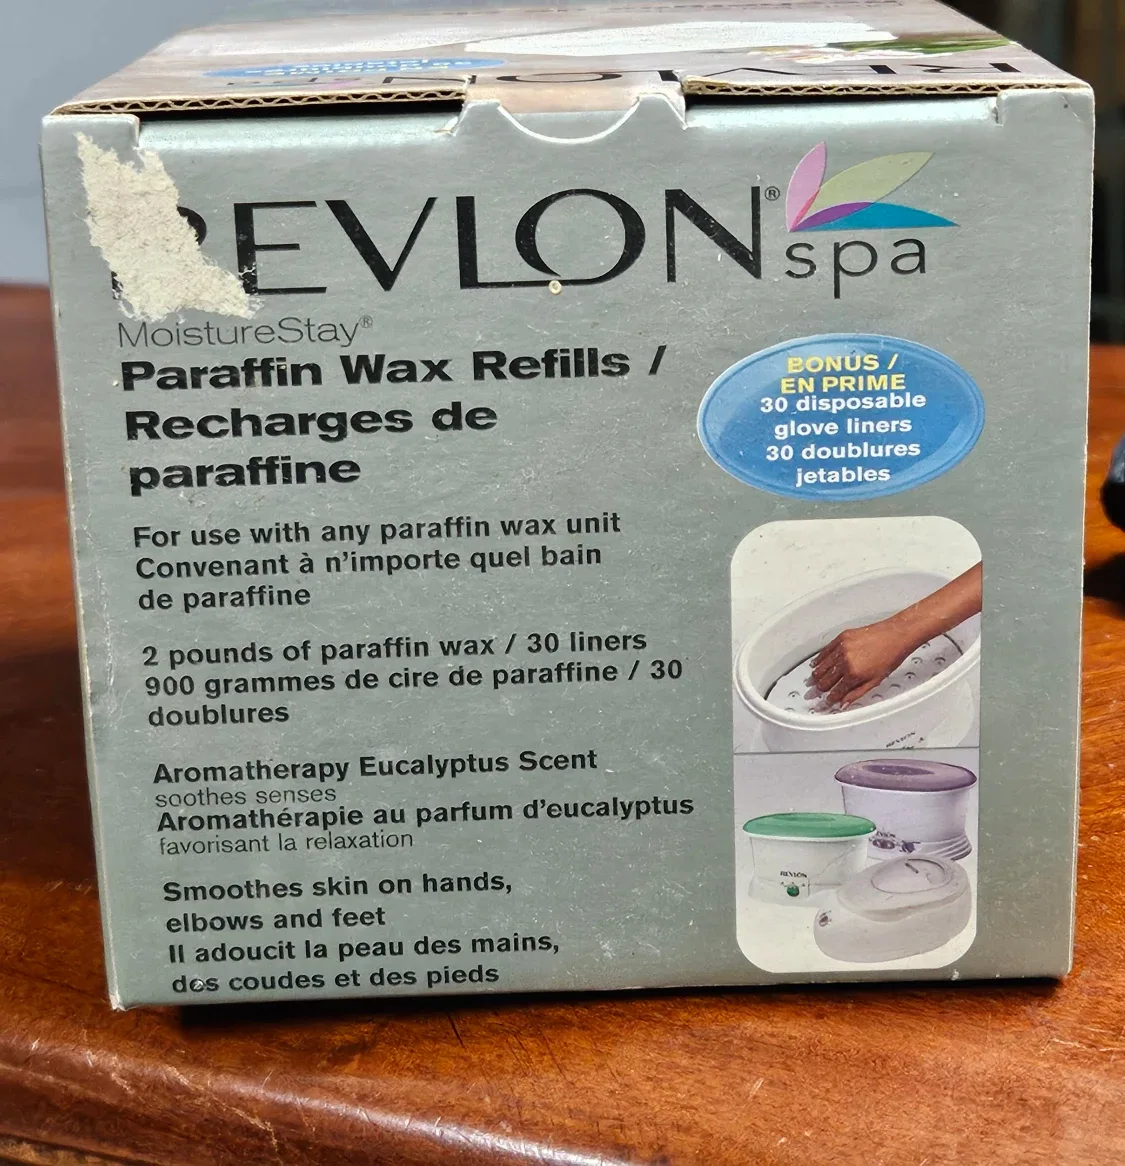 REVLON
REVLON®
spa
MoistureStay®
Paraffin Wax Refills /
Recharges de
paraffine
BONUS /
EN PRIME
30 disposable
glove liners
30 doublures
jetables
For use with any paraffin wax unit
Convenant à n'importe quel bain
de paraffine
2 pounds of paraffin wax / 30 liners
900 grammes de cire de paraffine / 30
doublures
Aromatherapy Eucalyptus Scent
soothes senses
Aromathérapie au parfum d'eucalyptus
favorisant la relaxation
Smoothes skin on hands,
elbows and feet
Il adoucit la peau des mains,
des coudes et des pieds
REVLON
REVLON